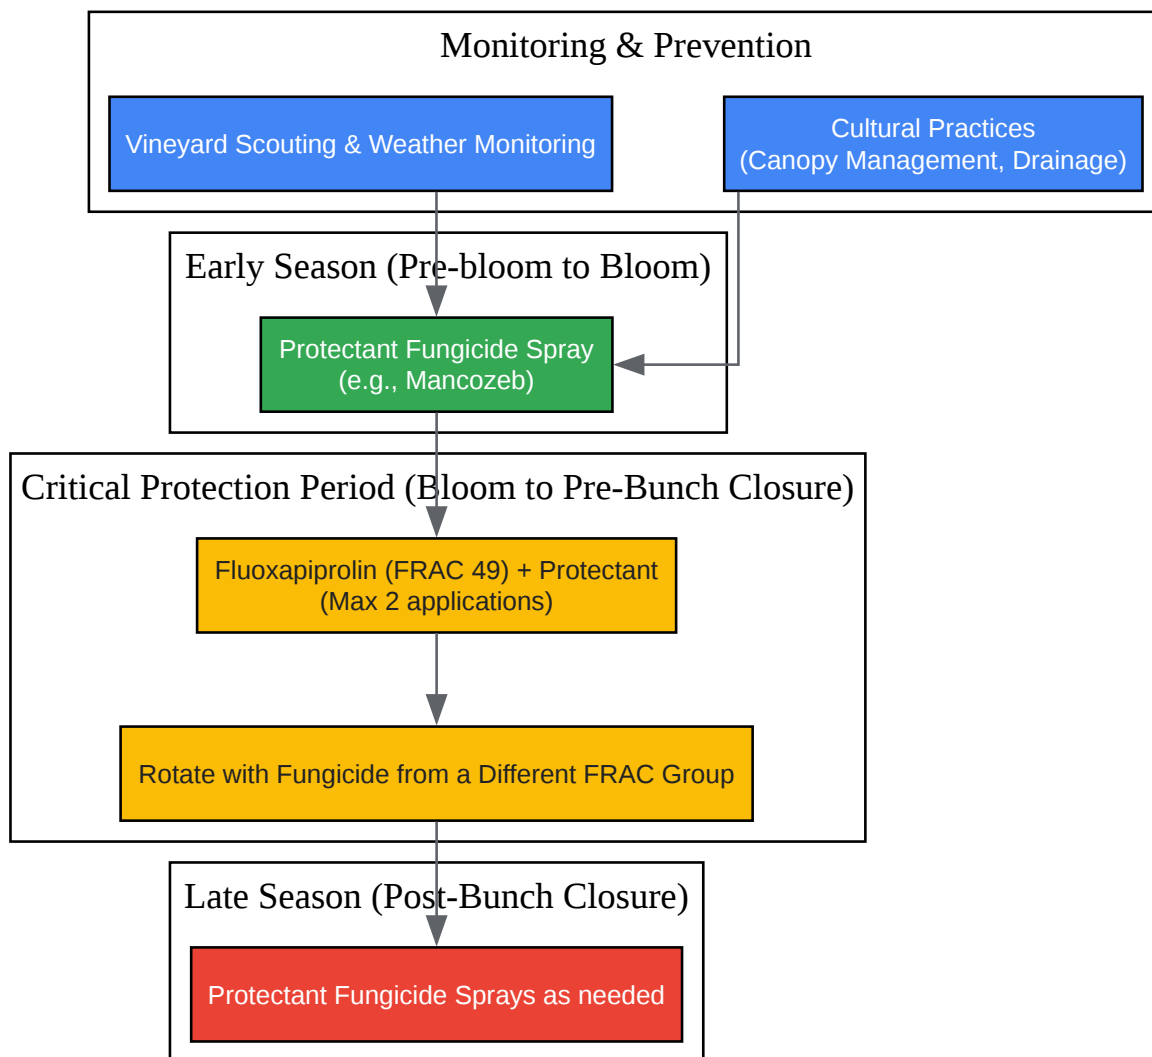 Monitoring & Prevention
Vineyard Scouting & Weather Monitoring
Cultural Practices
(Canopy Management, Drainage)
Early Season (Pre-bloom to Bloom)
Protectant Fungicide Spray
(e.g., Mancozeb)
Critical Protection Period (Bloom to Pre-Bunch Closure)
Fluoxapiprolin (FRAC 49) + Protectant
(Max 2 applications)
Rotate with Fungicide from a Different FRAC Group
Late Season (Post-Bunch Closure)
Protectant Fungicide Sprays as needed